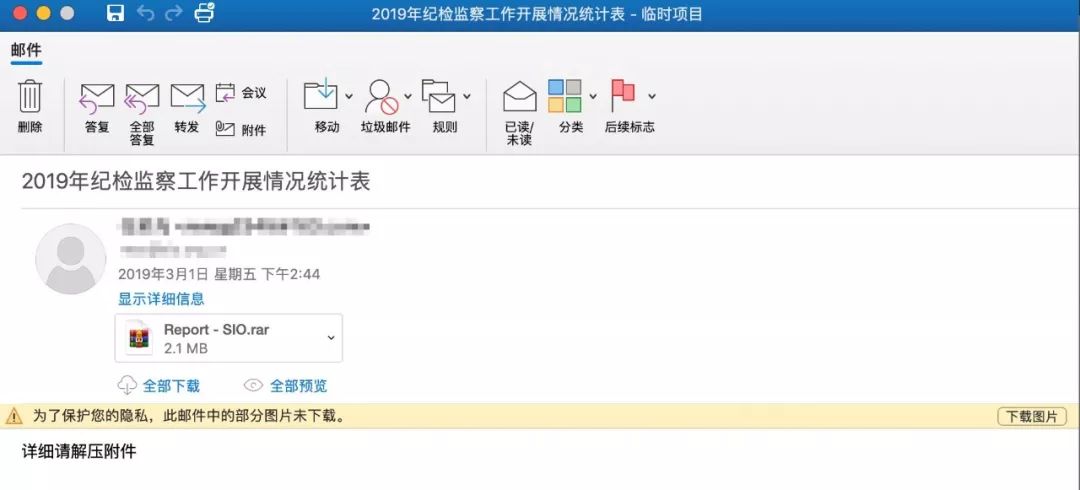 2019年纪检监察工作开展情况统计表 - 临时项目
邮件
删除
答复
全部答复
转发
会议
附件
移动
垃圾邮件
规则
已读/未读
分类
后续标志
2019年纪检监察工作开展情况统计表
2019年3月1日 星期五 下午2:44
显示详细信息
Report - SIO.rar
2.1 MB
全部下载 全部预览
为了保护您的隐私，此邮件中的部分图片未下载。 下载图片
详细请解压附件